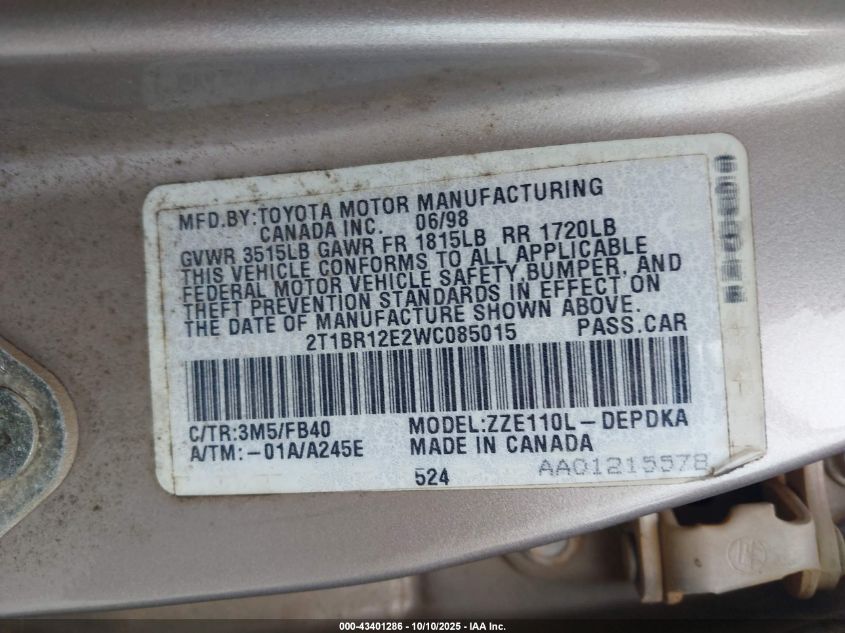 MFD.BY:TOYOTA MOTOR MANUFACTURING
CANADA INC. 06/98
GVWR 3515LB GAWR FR 1815LB RR 1720LB
THIS VEHICLE CONFORMS TO ALL APPLICABLE
FEDERAL MOTOR VEHICLE SAFETY,BUMPER, AND
THEFT PREVENTION STANDARDS IN EFFECT ON
THE DATE OF MANUFACTURE SHOWN ABOVE.
2T1BR12E2WC085015 PASS.CAR
C/TR:3M5/FB40 MODEL:ZZE110L-DEPDKA
A/TM:-01A/A245E MADE IN CANADA
524 AA01215578
000-43401286 - 10/10/2025 - IAA Inc.